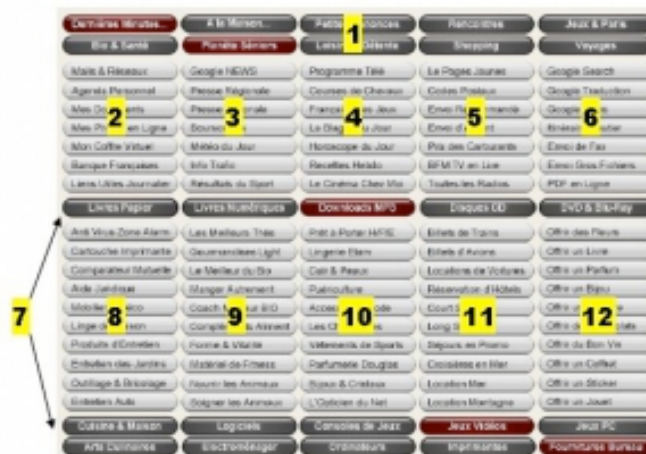 Dernières Minutes... A la Maison... Petites Annonces Rencontres Jeux & Paris
1
Bio & Santé Planète Séniors Loisirs Détente Shopping Voyages
Mails & Réseaux Google NEWS Programme Télé Le Pages Jaunes Google Search
Agenda Personnel Presse Régionale Courses de Chevaux Codes Postaux Google Traduction
2 3 4 5 6
Mon Coffre Virtuel Météo du Jour Horoscope du Jour Prix des Carburants Envoi de Fax
Banque Françaises Info Trafic Recettes Hebdo BFM TV en Live Envoi Gros Fichiers
Liens Utiles Journalier Résultats du Sport Le Cinéma Chez Moi Toutes les Radios PDF en Ligne
Livres Papier Livres Numériques Downloads MP3 Disques CD DVD & Blu-Ray
Anti Virus Zone Alarm Les Meilleurs Thés Prêt à Porter H/F/E Billets de Trains Offrir des Fleurs
Cartouche Imprimante Gourmandises Light Lingerie Elam Billets d'Avions Offrir un Livre
Comparateur Mutuelle Le Meilleur du Bio Cuir & Peaux Locations de Voitures Offrir un Parfum
Aide Juridique Manger Autrement Puériculture Réservation d'Hôtels Offrir un Bijou
7 8 9 10 11 12
Produits d'Entretien Forme & Vitalité Vêtements de Sports Séjours en Promo Offrir du Bon Vin
Entretien des Jardins Matériel de Fitness Parfumerie Douglas Croisières en Mer Offrir un Coffret
Outillage & Bricolage Nourrir les Animaux Bijoux & Cristaux Location Mer Offrir un Sticker
Entretien Auto Soigner les Animaux L'Opticien du Net Location Montagne Offrir un Jouet
Cuisine & Maison Logiciels Consoles de Jeux Jeux Vidéos Jeux PC
Arts Culinaires Electroménager Ordinateurs Imprimantes Fournitures Bureau